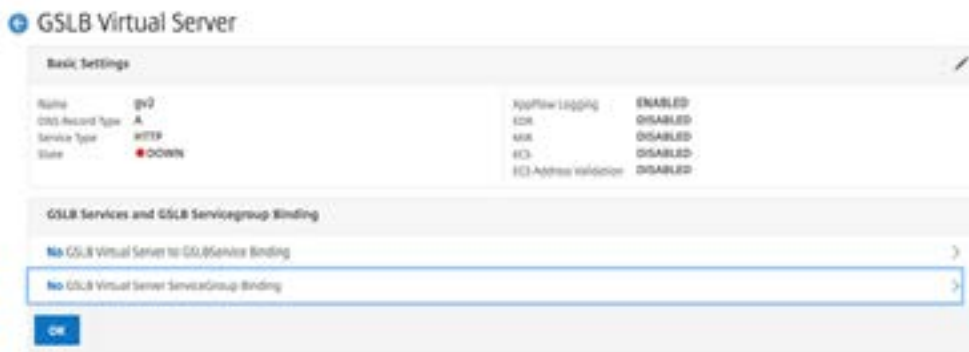 GSLB Virtual Server
Basic Settings
Name gv2
DNS Record Type A
Service Type HTTP
State DOWN
AppFlow Logging ENABLED
EDR DISABLED
MIR DISABLED
ECS DISABLED
ECS Address Validation DISABLED
GSLB Services and GSLB Servicegroup Binding
No GSLB Virtual Server to GSLBService Binding
No GSLB Virtual Server ServiceGroup Binding
OK